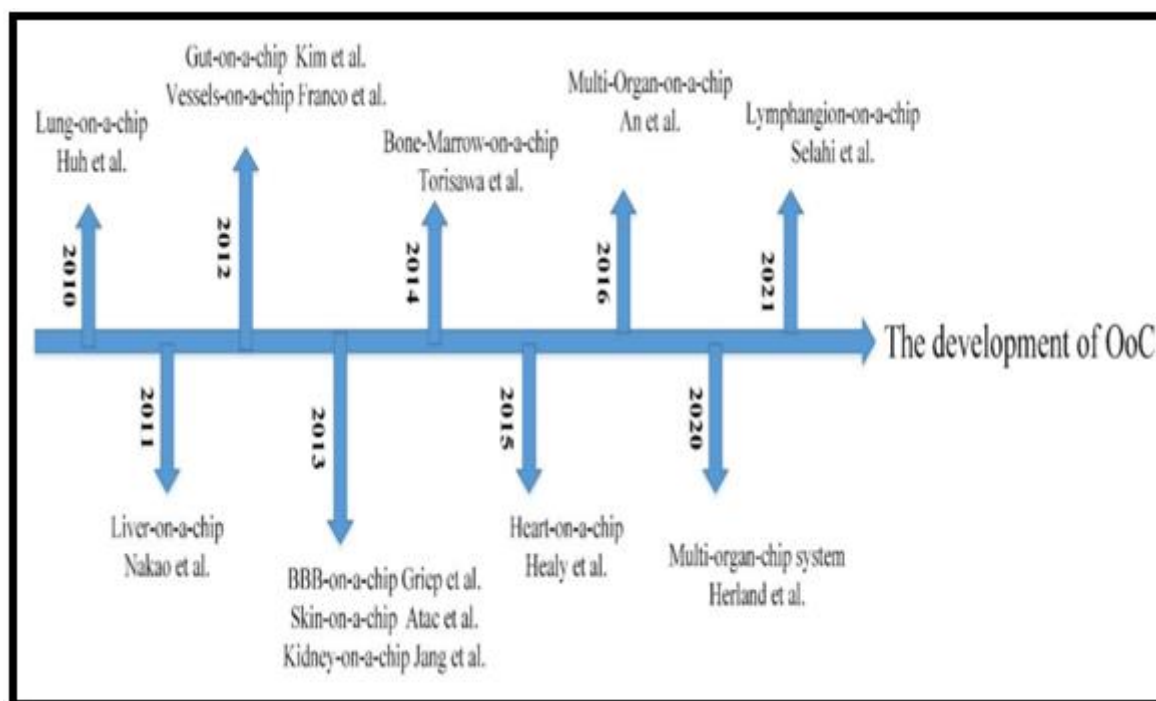 Lung-on-a-chip
Huh et al.
2010
Liver-on-a-chip
Nakao et al.
2011
Gut-on-a-chip Kim et al.
Vessels-on-a-chip Franco et al.
2012
BBB-on-a-chip Griep et al.
Skin-on-a-chip Atac et al.
Kidney-on-a-chip Jang et al.
2013
Bone-Marrow-on-a-chip
Torisawa et al.
2014
Heart-on-a-chip
Healy et al.
2015
Multi-Organ-on-a-chip
An et al.
2016
Multi-organ-chip system
Herland et al.
2020
Lymphangion-on-a-chip
Selahi et al.
2021
The development of OoC